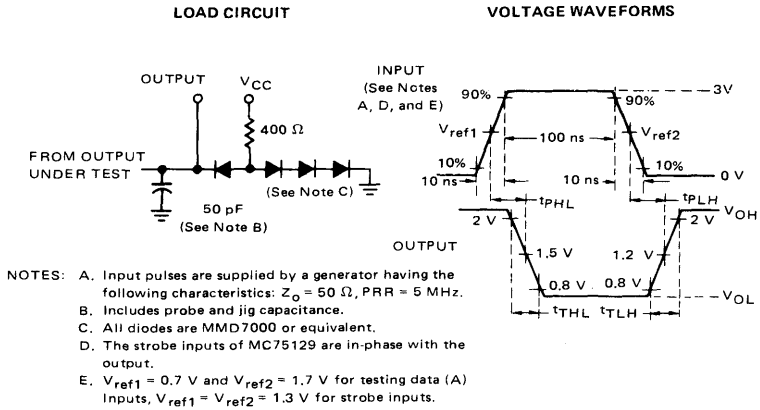 LOAD CIRCUIT
VOLTAGE WAVEFORMS
OUTPUT
VCC
400 Ω
FROM OUTPUT
UNDER TEST
(See Note C)
50 pF
(See Note B)
INPUT
(See Notes
A, D, and E)
90%
90%
3V
Vref1
100 ns
Vref2
10%
10%
0 V
10 ns
10 ns
tPHL
tPLH
2 V
2 V
VOH
OUTPUT
1.5 V
1.2 V
0.8 V
0.8 V
VOL
tTHL
tTLH
NOTES: A. Input pulses are supplied by a generator having the
following characteristics: Zo = 50 Ω, PRR = 5 MHz.
B. Includes probe and jig capacitance.
C. All diodes are MMD7000 or equivalent.
D. The strobe inputs of MC75129 are in-phase with the
output.
E. Vref1 = 0.7 V and Vref2 = 1.7 V for testing data (A)
Inputs, Vref1 = Vref2 = 1.3 V for strobe inputs.